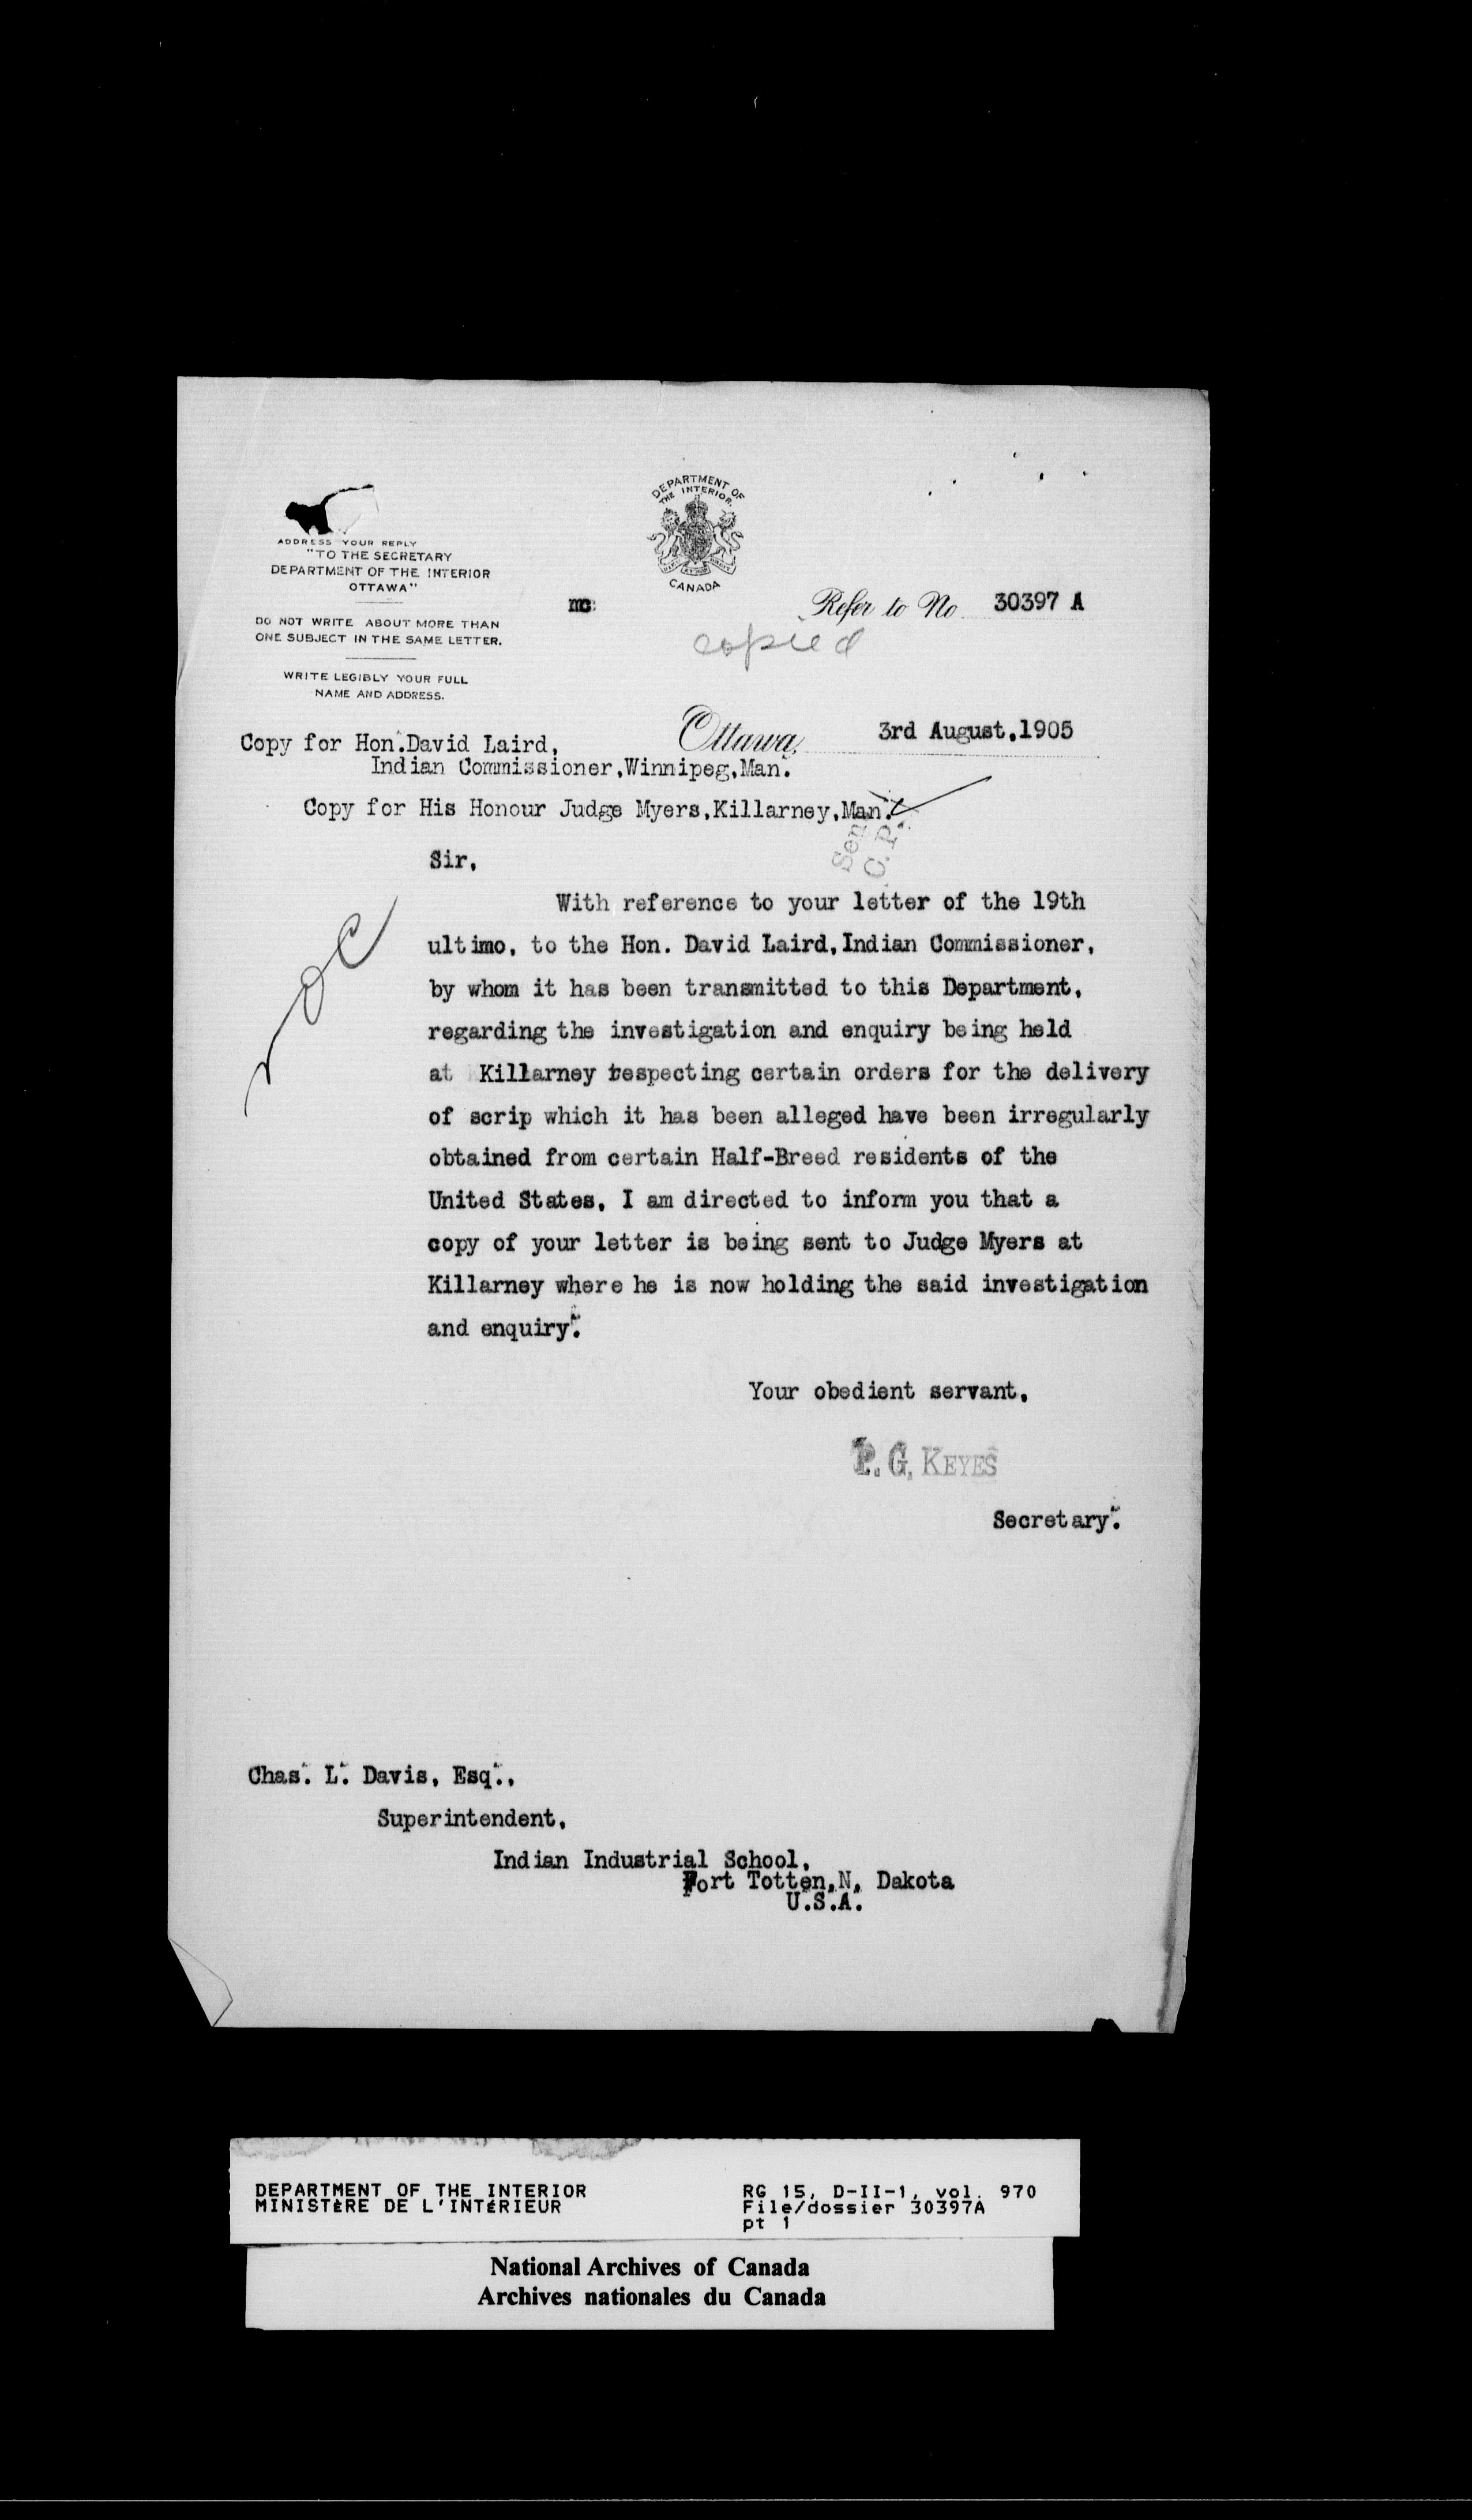 DEPARTMENT OF
THE INTERIOR.
CANADA
ADDRESS YOUR REPLY
"TO THE SECRETARY
DEPARTMENT OF THE INTERIOR
OTTAWA"
DO NOT WRITE ABOUT MORE THAN
ONE SUBJECT IN THE SAME LETTER.
WRITE LEGIBLY YOUR FULL
NAME AND ADDRESS.
mc
Refer to No 30397 A
copied
Ottawa, 3rd August,1905
Copy for Hon.David Laird,
Indian Commissioner,Winnipeg,Man.
Copy for His Honour Judge Myers,Killarney,Man.
Sir,
With reference to your letter of the 19th
ultimo, to the Hon. David Laird,Indian Commissioner,
by whom it has been transmitted to this Department,
regarding the investigation and enquiry being held
at Killarney respecting certain orders for the delivery
of scrip which it has been alleged have been irregularly
obtained from certain Half-Breed residents of the
United States, I am directed to inform you that a
copy of your letter is being sent to Judge Myers at
Killarney where he is now holding the said investigation
and enquiry.
Your obedient servant,
P. G. KEYES
Secretary.
Chas. L. Davis, Esq.,
Superintendent,
Indian Industrial School,
Fort Totten,N. Dakota
U.S.A.
DEPARTMENT OF THE INTERIOR
MINISTÈRE DE L'INTÉRIEUR
RG 15, D-II-1, vol. 970
File/dossier 30397A
pt 1
National Archives of Canada
Archives nationales du Canada